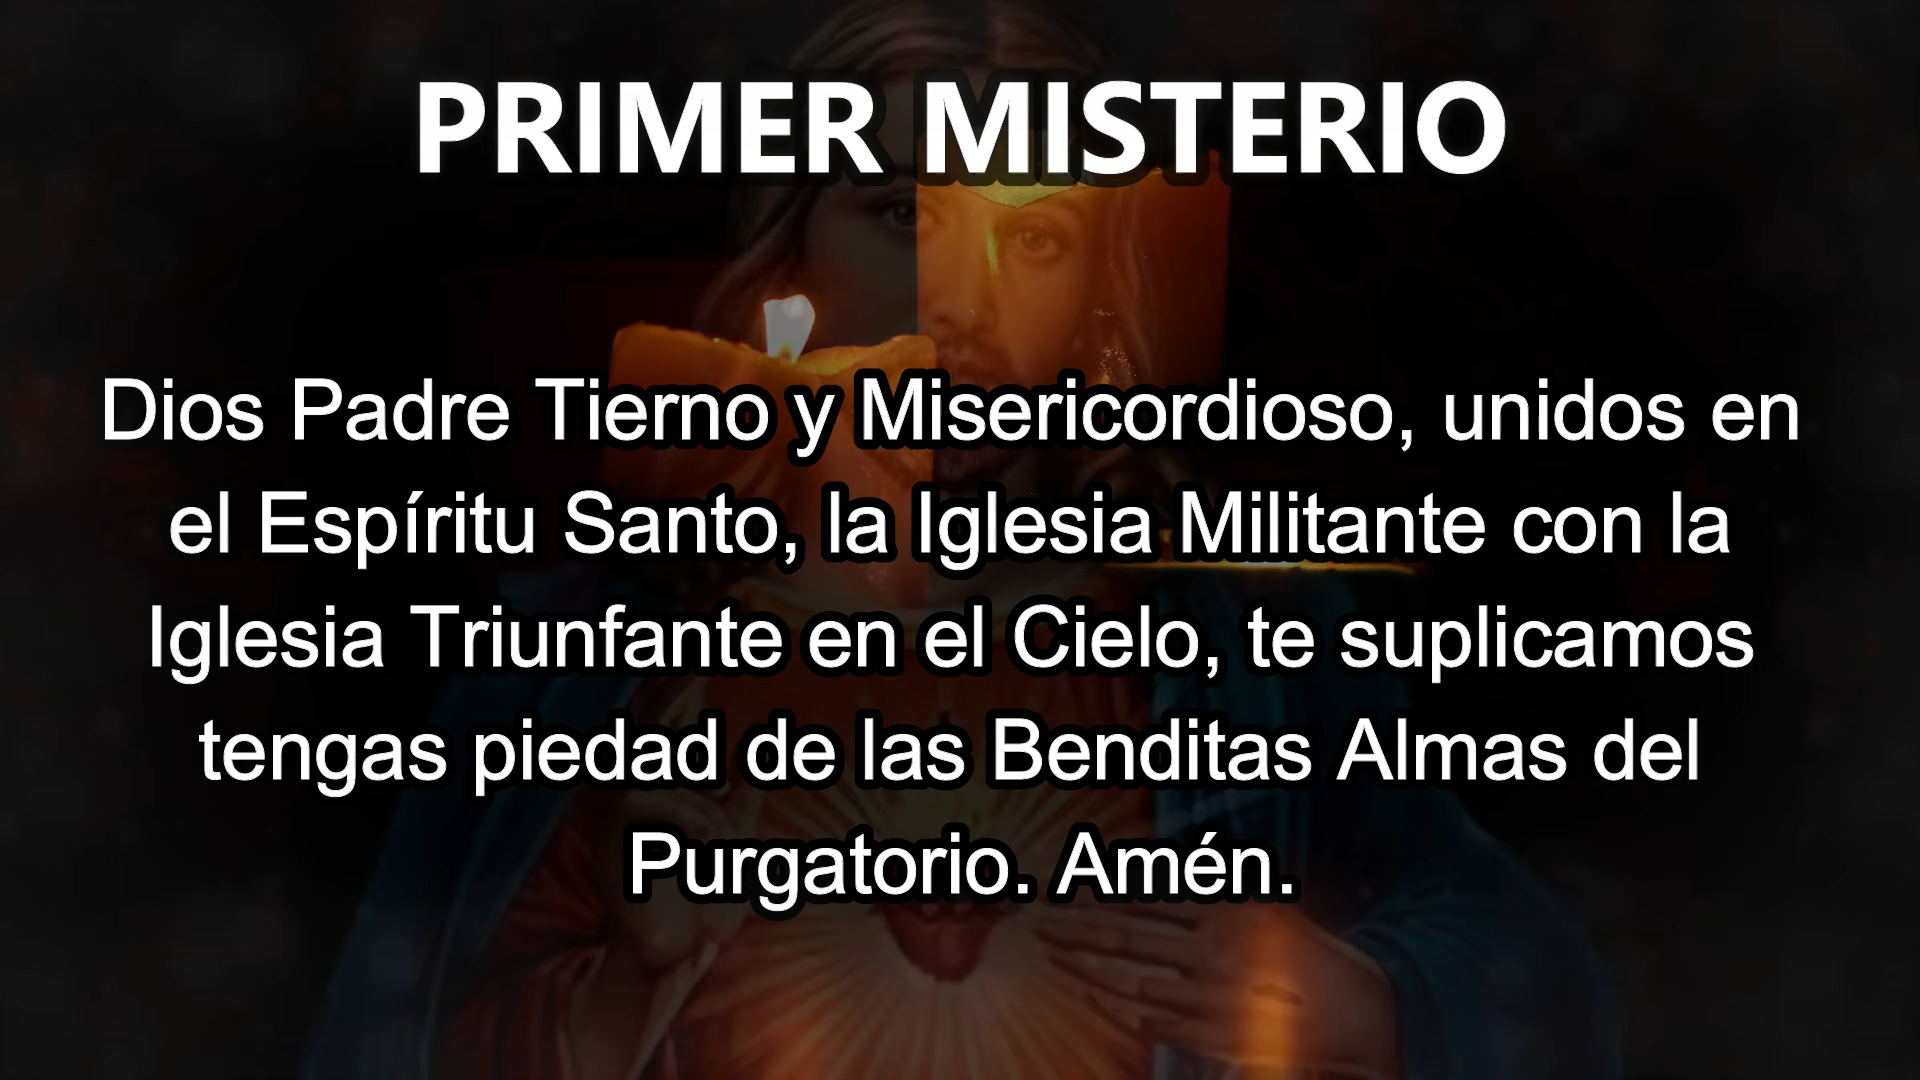 PRIMER MISTERIO
Dios Padre Tierno y Misericordioso, unidos en
el Espíritu Santo, la Iglesia Militante con la
Iglesia Triunfante en el Cielo, te suplicamos
tengas piedad de las Benditas Almas del
Purgatorio. Amén.